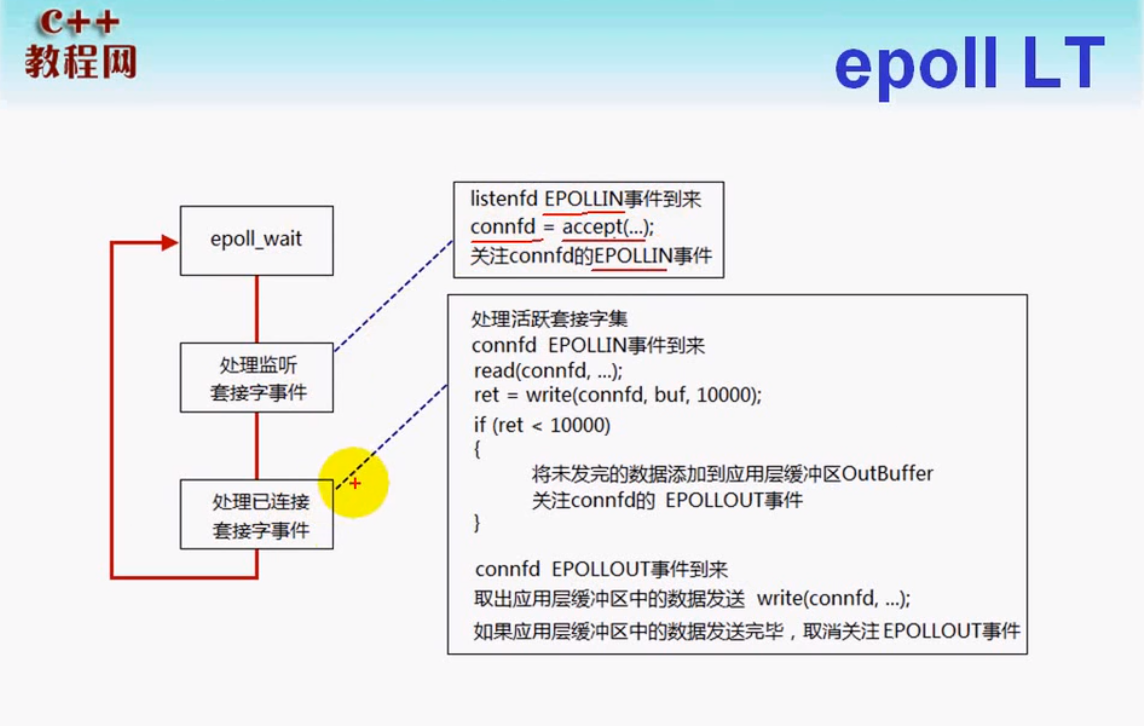 C++
教程网
epoll LT
epoll_wait
处理监听
套接字事件
处理已连接
套接字事件
listenfd EPOLLIN事件到来
connfd = accept(...);
关注connfd的EPOLLIN事件
处理活跃套接字集
connfd EPOLLIN事件到来
read(connfd, ...);
ret = write(connfd, buf, 10000);
if (ret < 10000)
{
将未发完的数据添加到应用层缓冲区OutBuffer
关注connfd的 EPOLLOUT事件
}
connfd EPOLLOUT事件到来
取出应用层缓冲区中的数据发送 write(connfd, ...);
如果应用层缓冲区中的数据发送完毕，取消关注EPOLLOUT事件